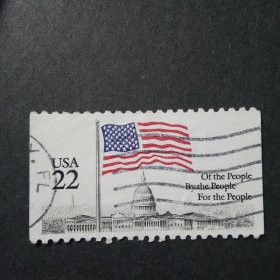 USA
22
Of the People
By the People
For the People